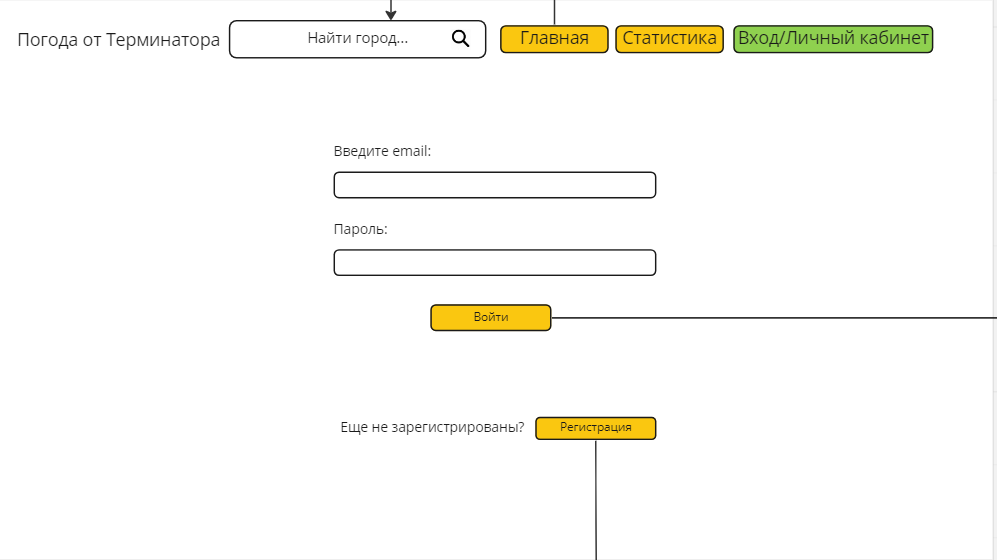 Погода от Терминатора
Найти город...
Главная
Статистика
Вход/Личный кабинет
Введите email:
Пароль:
Войти
Еще не зарегистрированы?
Регистрация